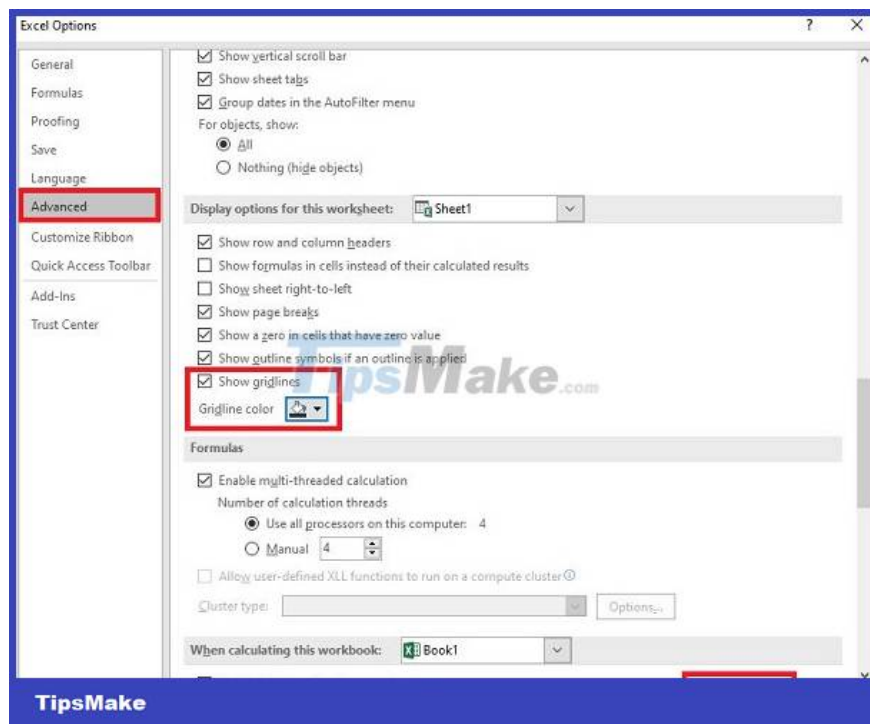 Excel Options
?
General
Formulas
Proofing
Save
Language
Advanced
Customize Ribbon
Quick Access Toolbar
Add-Ins
Trust Center
Show vertical scroll bar
Show sheet tabs
Group dates in the AutoFilter menu
For objects, show:
All
Nothing (hide objects)
Display options for this worksheet: Sheet1
Show row and column headers
Show formulas in cells instead of their calculated results
Show sheet right-to-left
Show page breaks
Show a zero in cells that have zero value
Show outline symbols if an outline is applied
Show gridlines
Gridline color
TipsMake.com
Formulas
Enable multi-threaded calculation
Number of calculation threads
Use all processors on this computer: 4
Manual 4
Allow user-defined XLL functions to run on a compute cluster
Cluster type: Options...
When calculating this workbook: Book1
TipsMake